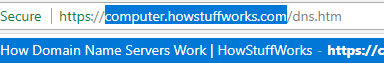 Secure https://computer.howstuffworks.com/dns.htm
How Domain Name Servers Work | HowStuffWorks - https://c